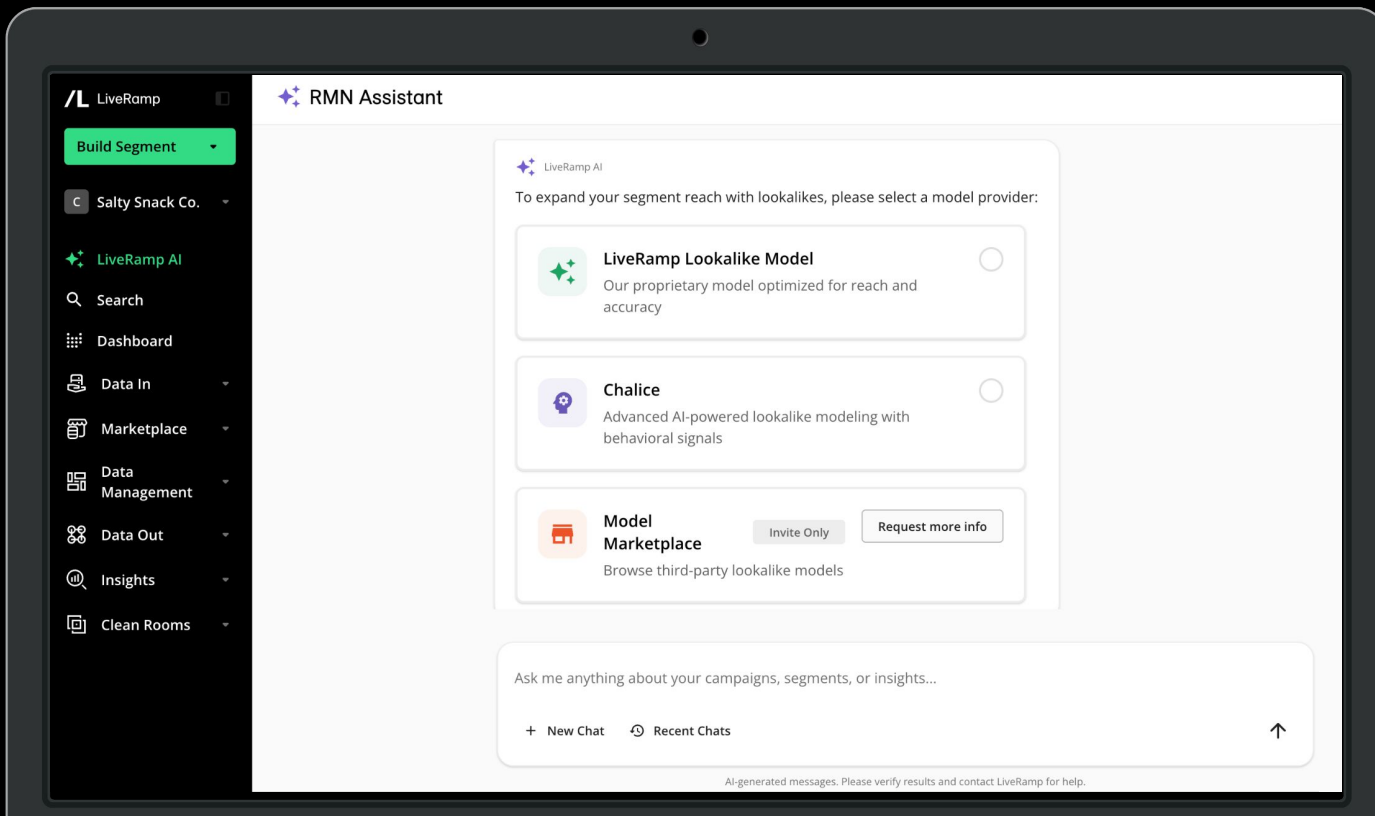 LiveRamp
Build Segment
C Salty Snack Co.
LiveRamp AI
Search
Dashboard
Data In
Marketplace
Data
Management
Data Out
Insights
Clean Rooms
RMN Assistant
LiveRamp AI
To expand your segment reach with lookalikes, please select a model provider:
LiveRamp Lookalike Model
Our proprietary model optimized for reach and
accuracy
Chalice
Advanced AI-powered lookalike modeling with
behavioral signals
Model
Marketplace
Invite Only
Request more info
Browse third-party lookalike models
Ask me anything about your campaigns, segments, or insights...
+ New Chat
Recent Chats
AI-generated messages. Please verify results and contact LiveRamp for help.